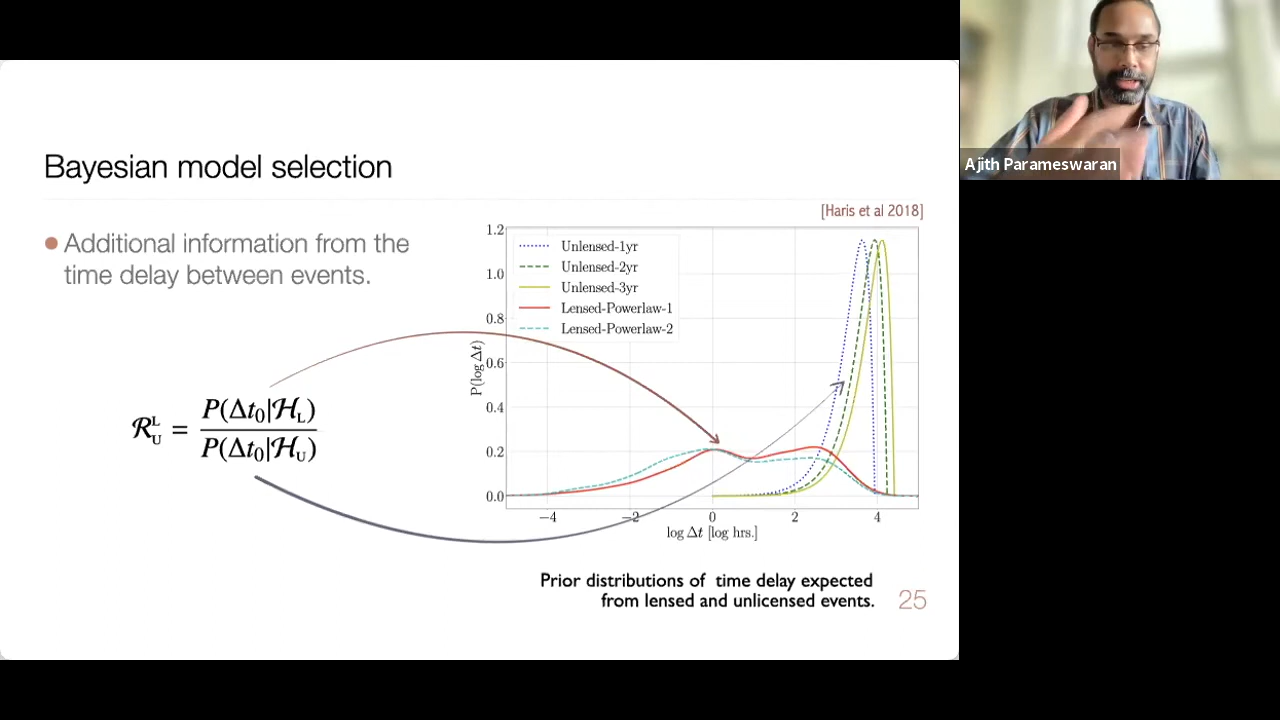 Bayesian model selection
Additional information from the
time delay between events.
[Haris et al 2018]
Unlensed-1yr
Unlensed-2yr
Unlensed-3yr
Lensed-Powerlaw-1
Lensed-Powerlaw-2
1.2
1.0
0.8
0.6
0.4
0.2
0.0
P(log Δt)
−4 −2 0 2 4
log Δt [log hrs.]
ℛᴸᵤ = P(Δt₀|ℋ_L) / P(Δt₀|ℋ_U)
Prior distributions of time delay expected
from lensed and unlicensed events.
25
Ajith Parameswaran